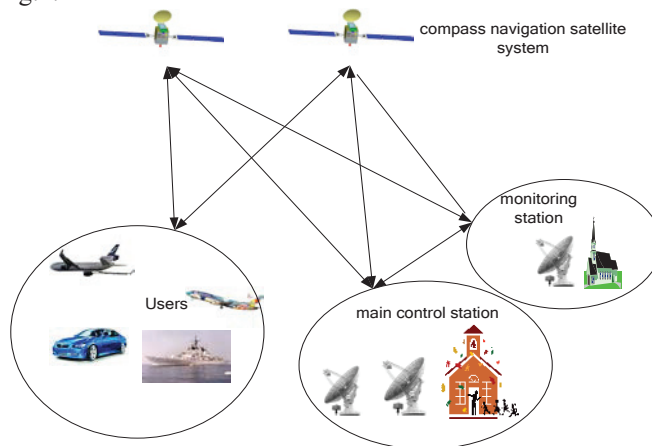 compass navigation satellite
system
monitoring
station
Users
main control station